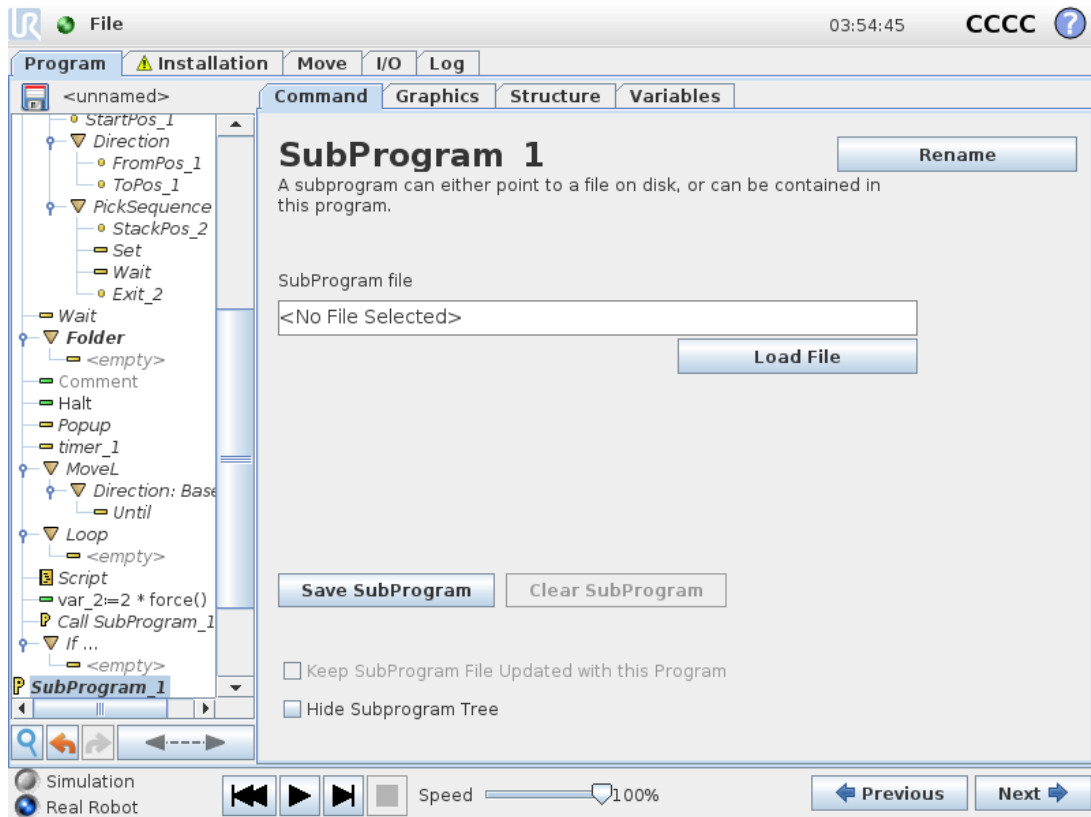 UR File 03:54:45 CCCC ?
Program Installation Move I/O Log
<unnamed>
Command Graphics Structure Variables
StartPos_1
Direction
FromPos_1
ToPos_1
PickSequence
StackPos_2
Set
Wait
Exit_2
Wait
Folder
<empty>
Comment
Halt
Popup
timer_1
MoveL
Direction: Base
Until
Loop
<empty>
Script
var_2:=2 * force()
P Call SubProgram_1
If ...
<empty>
P SubProgram_1
SubProgram 1
Rename
A subprogram can either point to a file on disk, or can be contained in
this program.
SubProgram file
<No File Selected>
Load File
Save SubProgram Clear SubProgram
Keep SubProgram File Updated with this Program
Hide Subprogram Tree
Simulation
Real Robot
Speed 100%
Previous Next